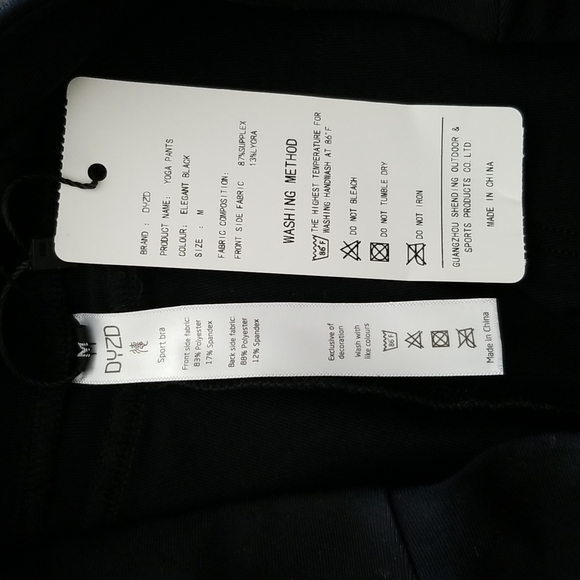 BRAND : DYZD
PRODUCT NAME: YOGA PANTS
COLOUR: ELEGANT BLACK
SIZE : M
FABRIC COMPOSITION:
FRONT SIDE FABRIC 87%SUPPLEX
13%LYCRA
WASHING METHOD
THE HIGHEST TEMPERATURE FOR
WASHING HANDWASH AT 86°F
86°F
DO NOT BLEACH
DO NOT TUMBLE DRY
DO NOT IRON
GUANGZHOU SHENDING OUTDOOR &
SPORTS PRODUCTS CO.LTD
MADE IN CHINA
M
DYZD
德
Sport bra
Front side fabric:
83% Polyester
17% Spandex
Back side fabric:
88% Polyester
12% Spandex
Exclusive of
decoration
Wash with
like colours
86°F
Made in China